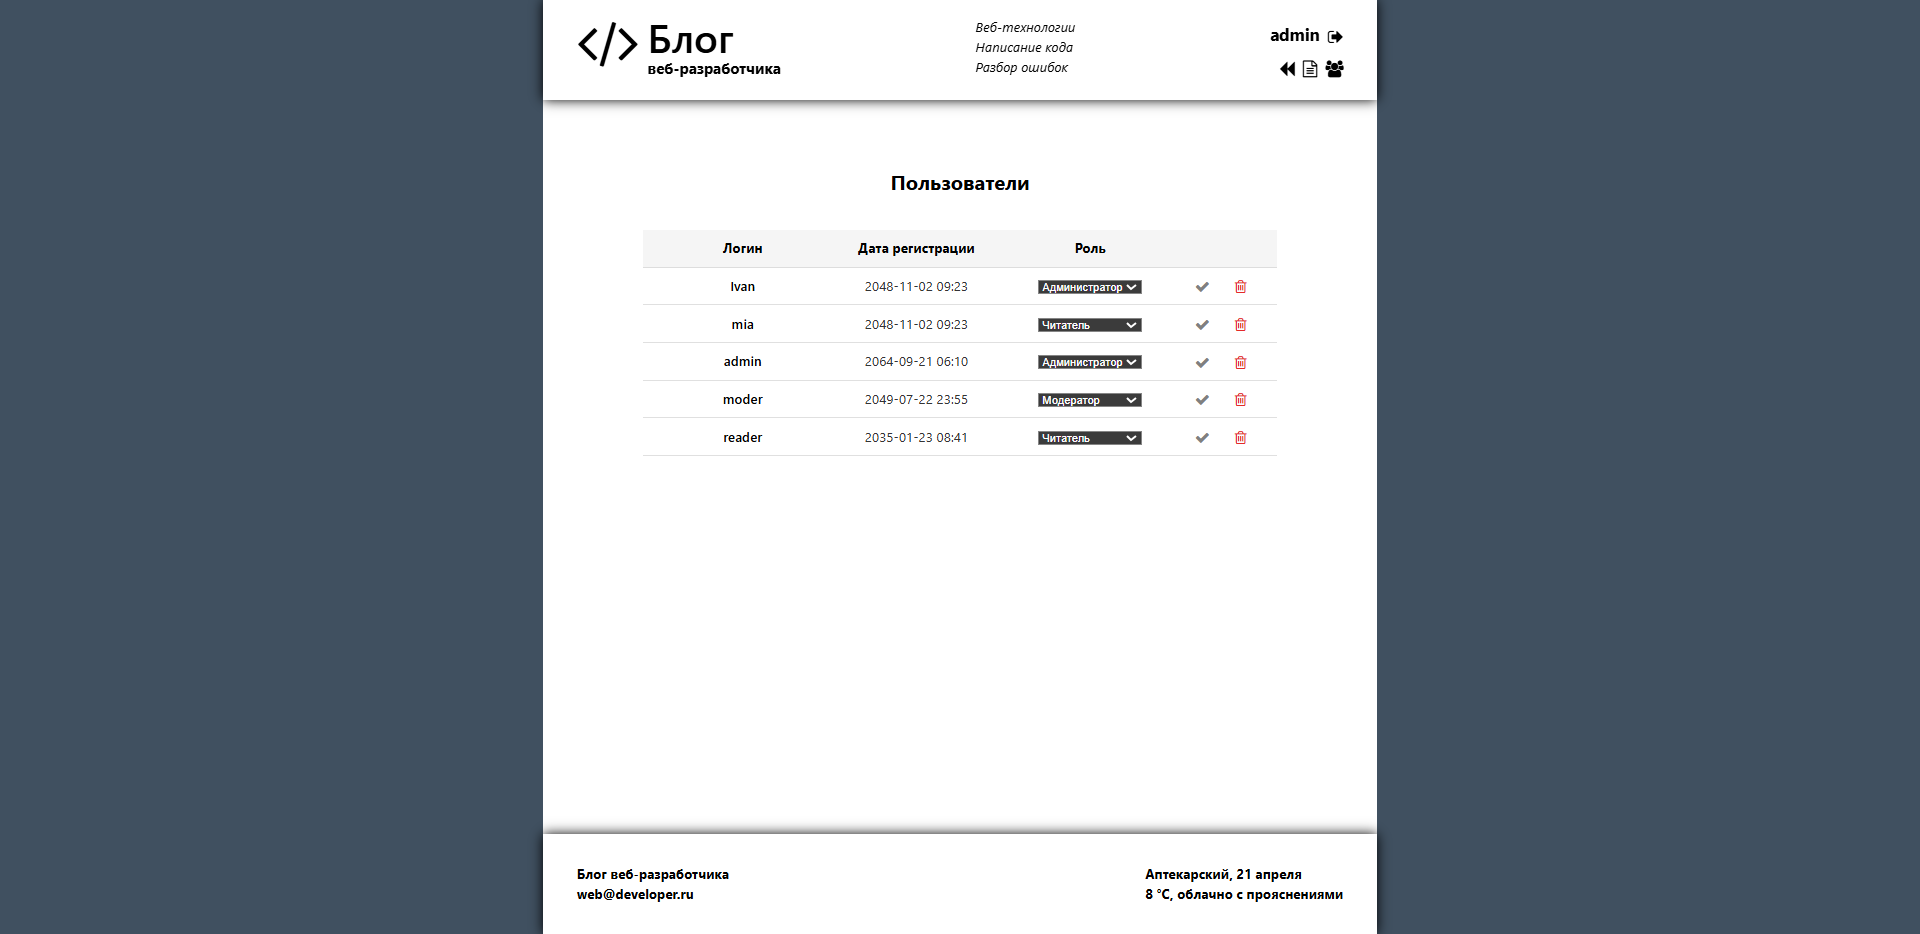 Блог
веб-разработчика
Веб-технологии
Написание кода
Разбор ошибок
admin
Пользователи
Логин Дата регистрации Роль
Ivan 2048-11-02 09:23 Администратор
mia 2048-11-02 09:23 Читатель
admin 2064-09-21 06:10 Администратор
moder 2049-07-22 23:55 Модератор
reader 2035-01-23 08:41 Читатель
Блог веб-разработчика
web@developer.ru
Аптекарский, 21 апреля
8 °C, облачно с прояснениями